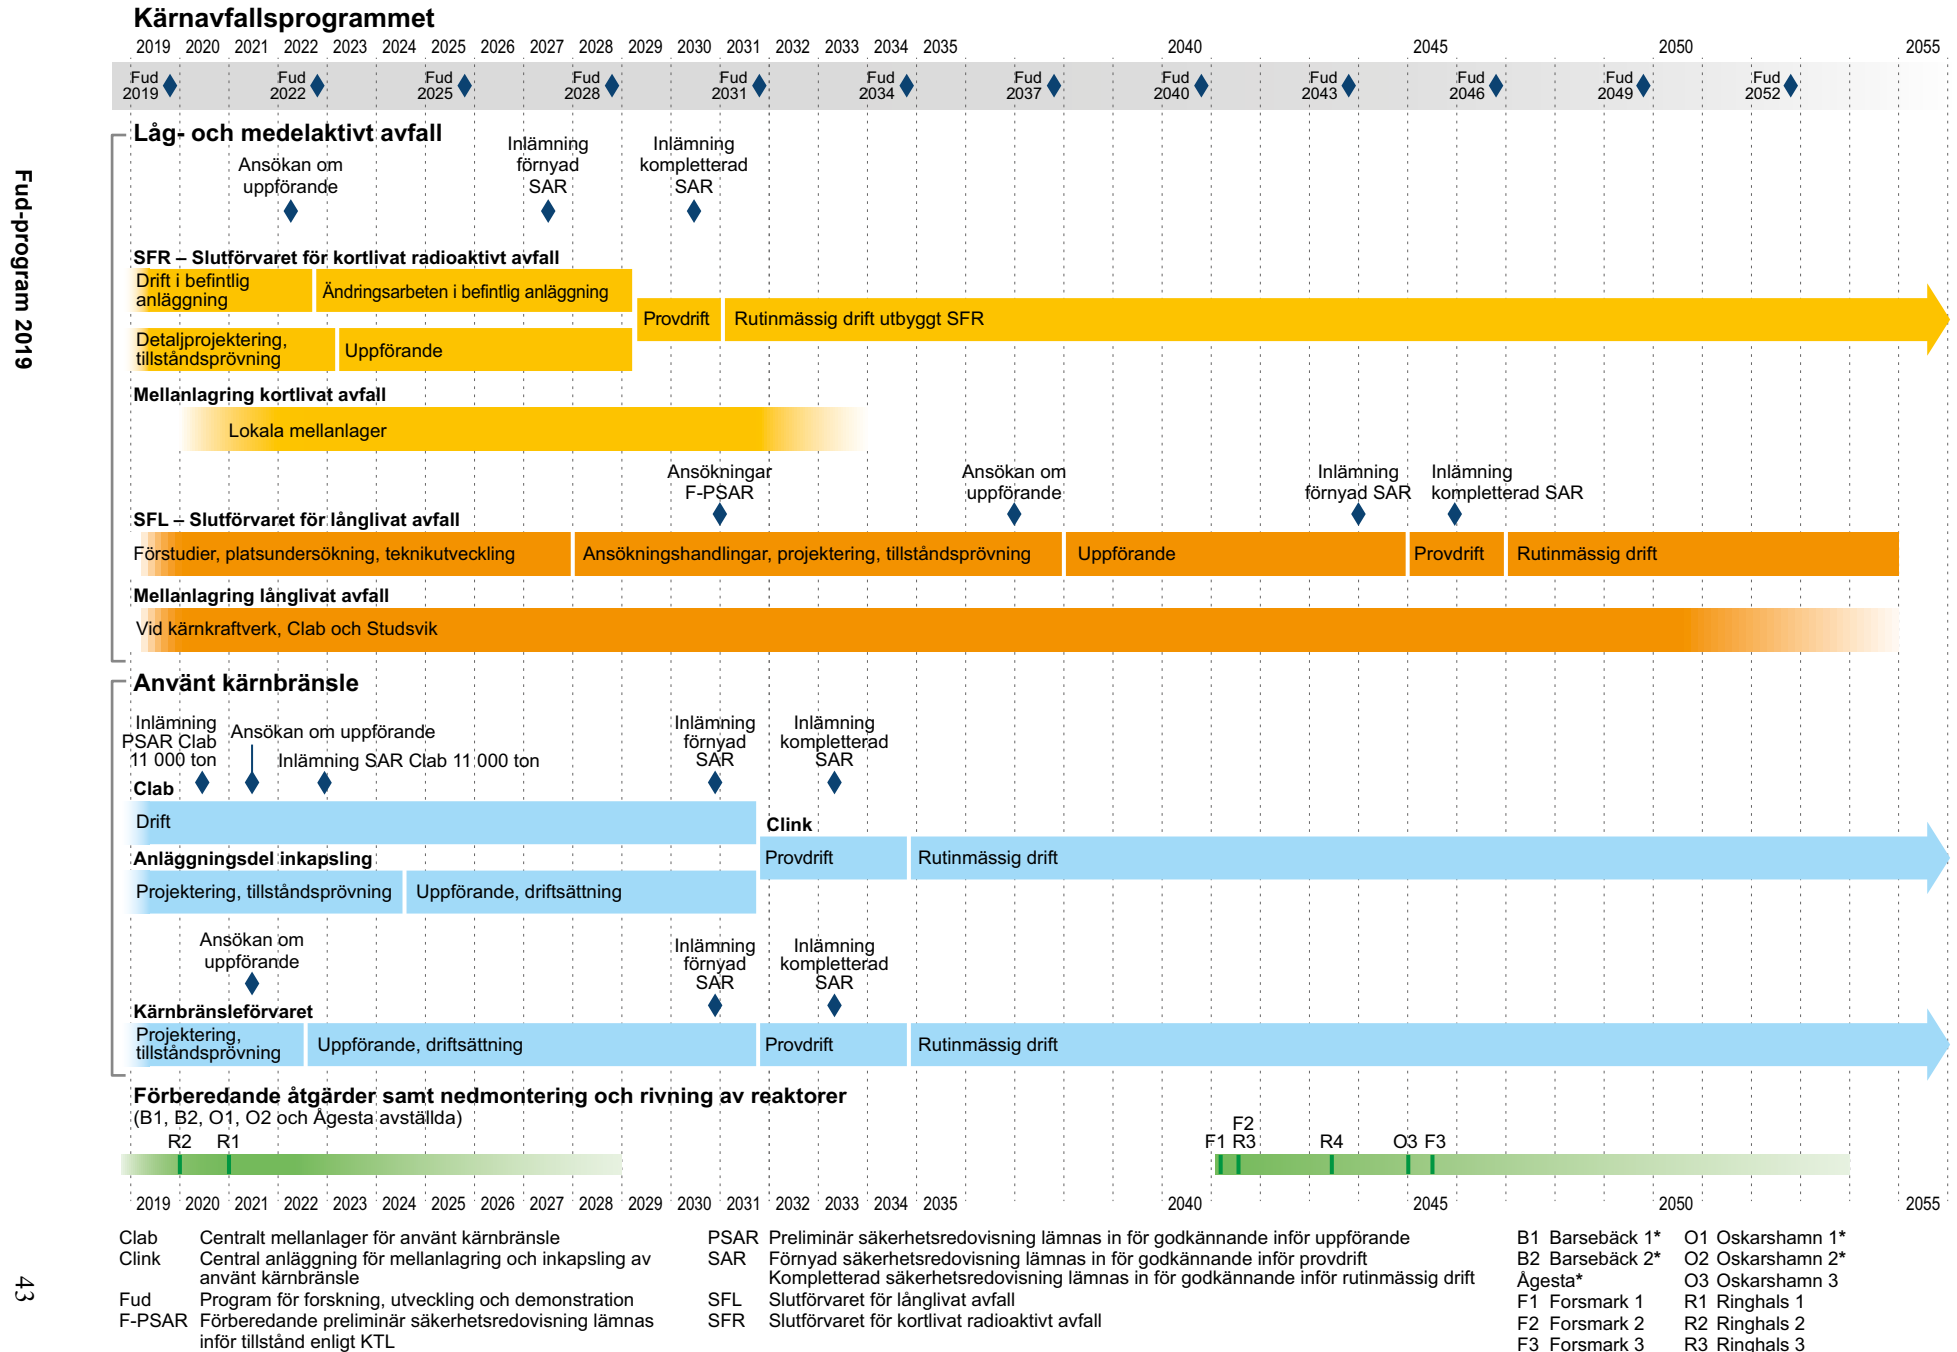 Kärnavfallsprogrammet
2019 2020 2021 2022 2023 2024 2025 2026 2027 2028 2029 2030 2031 2032 2033 2034 2035 2040 2045 2050 2055
Fud 2019
Fud 2022
Fud 2025
Fud 2028
Fud 2031
Fud 2034
Fud 2037
Fud 2040
Fud 2043
Fud 2046
Fud 2049
Fud 2052
Låg- och medelaktivt avfall
Ansökan om
uppförande
Inlämning
förnyad
SAR
Inlämning
kompletterad
SAR
SFR – Slutförvaret för kortlivat radioaktivt avfall
Drift i befintlig
anläggning
Ändringsarbeten i befintlig anläggning
Detaljprojektering,
tillståndsprövning
Uppförande
Provdrift
Rutinmässig drift utbyggt SFR
Mellanlagring kortlivat avfall
Lokala mellanlager
Ansökningar
F-PSAR
Ansökan om
uppförande
Inlämning
förnyad SAR
Inlämning
kompletterad SAR
SFL – Slutförvaret för långlivat avfall
Förstudier, platsundersökning, teknikutveckling
Ansökningshandlingar, projektering, tillståndsprövning
Uppförande
Provdrift
Rutinmässig drift
Mellanlagring långlivat avfall
Vid kärnkraftverk, Clab och Studsvik
Använt kärnbränsle
Inlämning
PSAR Clab
11 000 ton
Ansökan om uppförande
Inlämning SAR Clab 11 000 ton
Inlämning
förnyad
SAR
Inlämning
kompletterad
SAR
Clab
Drift
Clink
Anläggningsdel inkapsling
Projektering, tillståndsprövning
Uppförande, driftsättning
Provdrift
Rutinmässig drift
Ansökan om
uppförande
Inlämning
förnyad
SAR
Inlämning
kompletterad
SAR
Kärnbränsleförvaret
Projektering,
tillståndsprövning
Uppförande, driftsättning
Provdrift
Rutinmässig drift
Förberedande åtgärder samt nedmontering och rivning av reaktorer
(B1, B2, O1, O2 och Ågesta avställda)
R2 R1
F2
F1 R3 R4 O3 F3
2019 2020 2021 2022 2023 2024 2025 2026 2027 2028 2029 2030 2031 2032 2033 2034 2035 2040 2045 2050 2055
Clab Centralt mellanlager för använt kärnbränsle
Clink Central anläggning för mellanlagring och inkapsling av
använt kärnbränsle
Fud Program för forskning, utveckling och demonstration
F-PSAR Förberedande preliminär säkerhetsredovisning lämnas
inför tillstånd enligt KTL
PSAR Preliminär säkerhetsredovisning lämnas in för godkännande inför uppförande
SAR Förnyad säkerhetsredovisning lämnas in för godkännande inför provdrift
Kompletterad säkerhetsredovisning lämnas in för godkännande inför rutinmässig drift
SFL Slutförvaret för långlivat avfall
SFR Slutförvaret för kortlivat radioaktivt avfall
B1 Barsebäck 1*
B2 Barsebäck 2*
Ågesta*
F1 Forsmark 1
F2 Forsmark 2
F3 Forsmark 3
O1 Oskarshamn 1*
O2 Oskarshamn 2*
O3 Oskarshamn 3
R1 Ringhals 1
R2 Ringhals 2
R3 Ringhals 3
Fud-program 2019
43